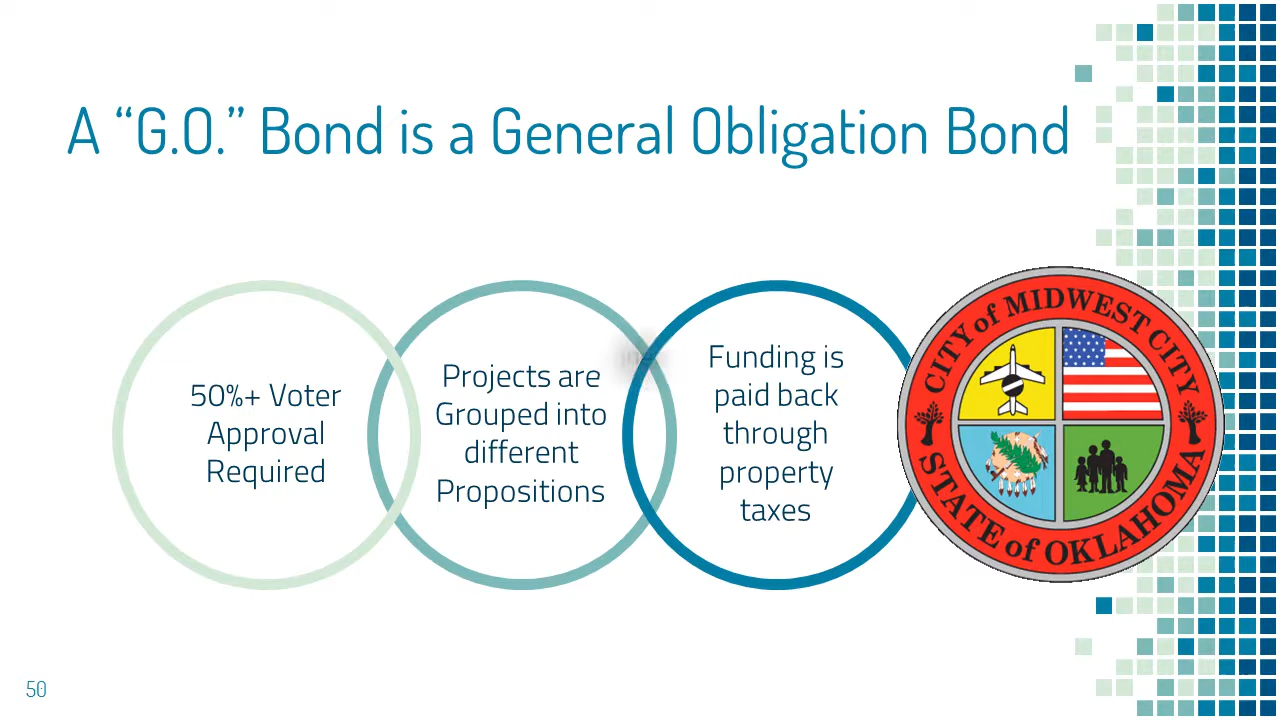 A “G.O.” Bond is a General Obligation Bond
50%+ Voter
Approval
Required
Projects are
Grouped into
different
Propositions
Funding is
paid back
through
property
taxes
CITY of MIDWEST CITY
STATE of OKLAHOMA
50